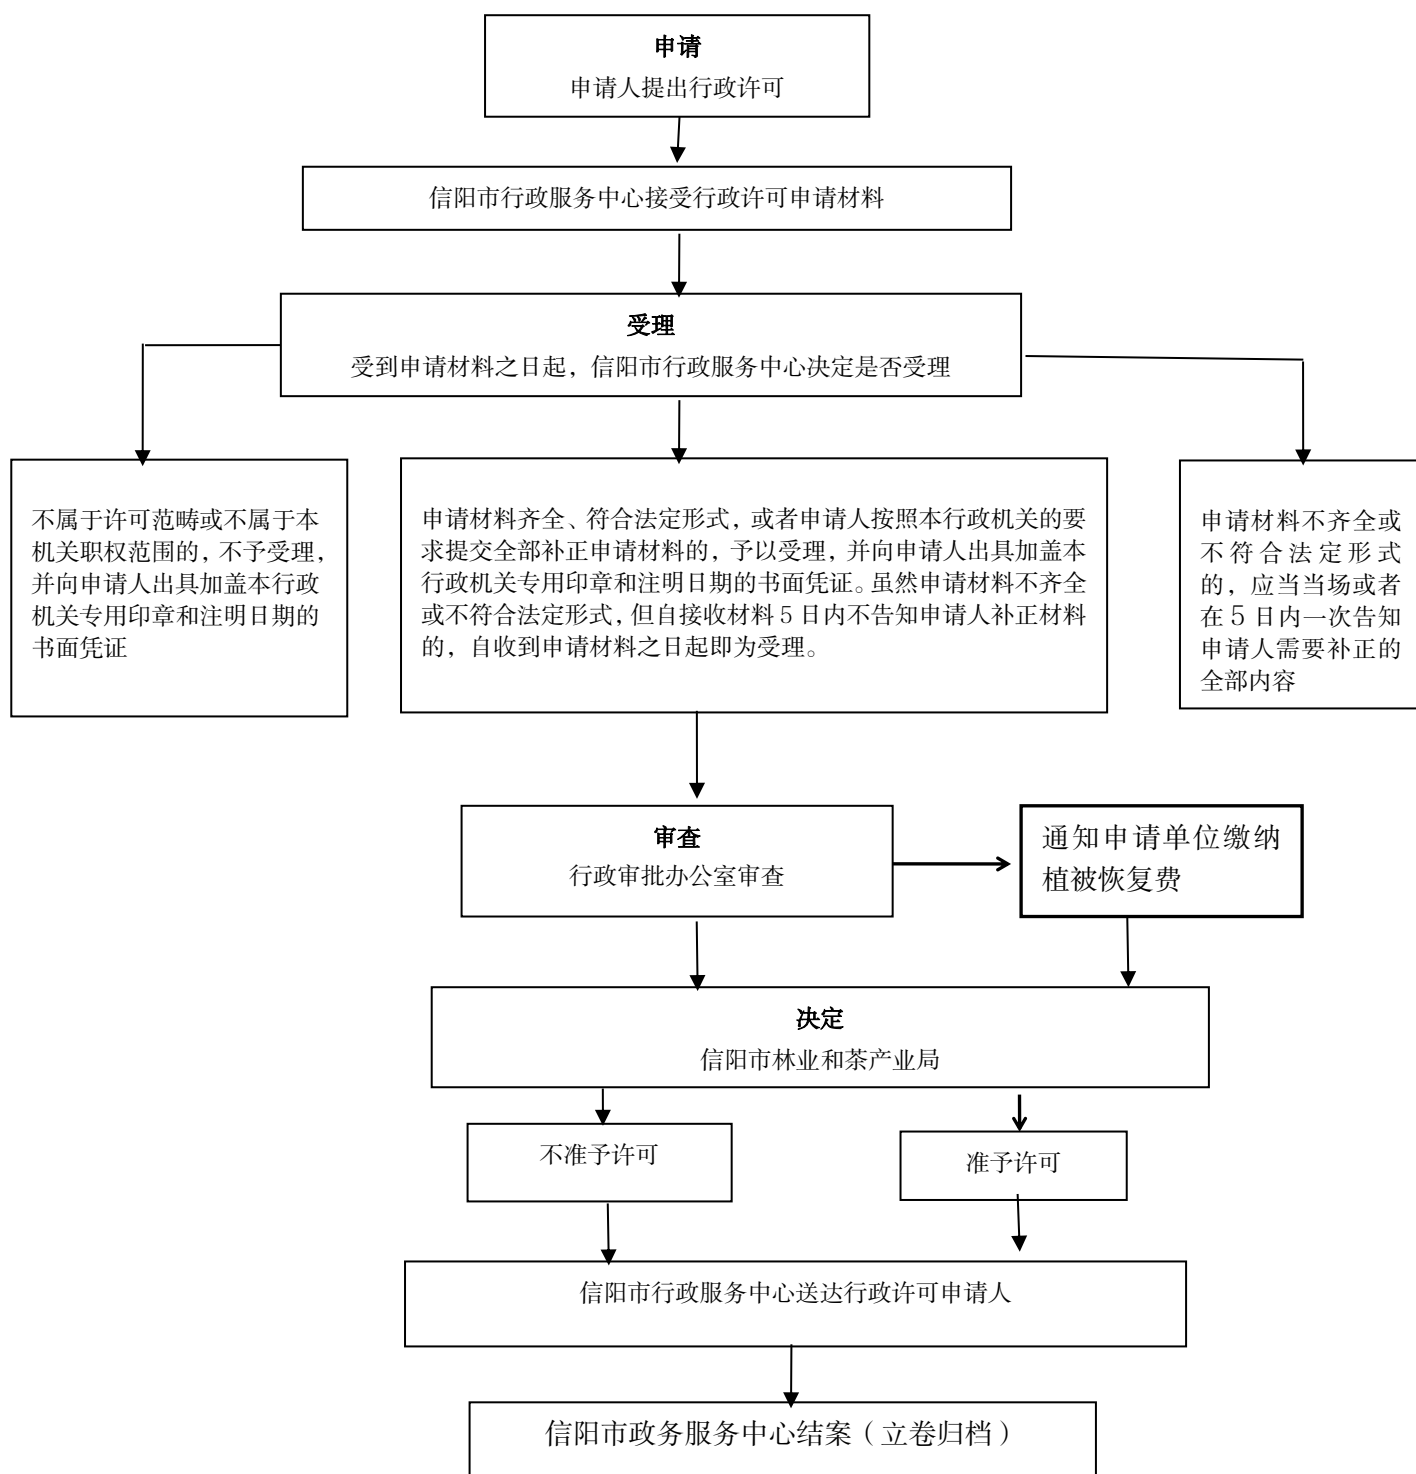 申请
申请人提出行政许可
信阳市行政服务中心接受行政许可申请材料
受理
受到申请材料之日起，信阳市行政服务中心决定是否受理
不属于许可范畴或不属于本
机关职权范围的，不予受理，
并向申请人出具加盖本行政
机关专用印章和注明日期的
书面凭证
申请材料齐全、符合法定形式，或者申请人按照本行政机关的要
求提交全部补正申请材料的，予以受理，并向申请人出具加盖本
行政机关专用印章和注明日期的书面凭证。虽然申请材料不齐全
或不符合法定形式，但自接收材料 5 日内不告知申请人补正材料
的，自收到申请材料之日起即为受理。
申请材料不齐全或
不符合法定形式
的，应当当场或者
在 5 日内一次告知
申请人需要补正的
全部内容
审查
行政审批办公室审查
通知申请单位缴纳
植被恢复费
决定
信阳市林业和茶产业局
不准予许可
准予许可
信阳市行政服务中心送达行政许可申请人
信阳市政务服务中心结案（立卷归档）